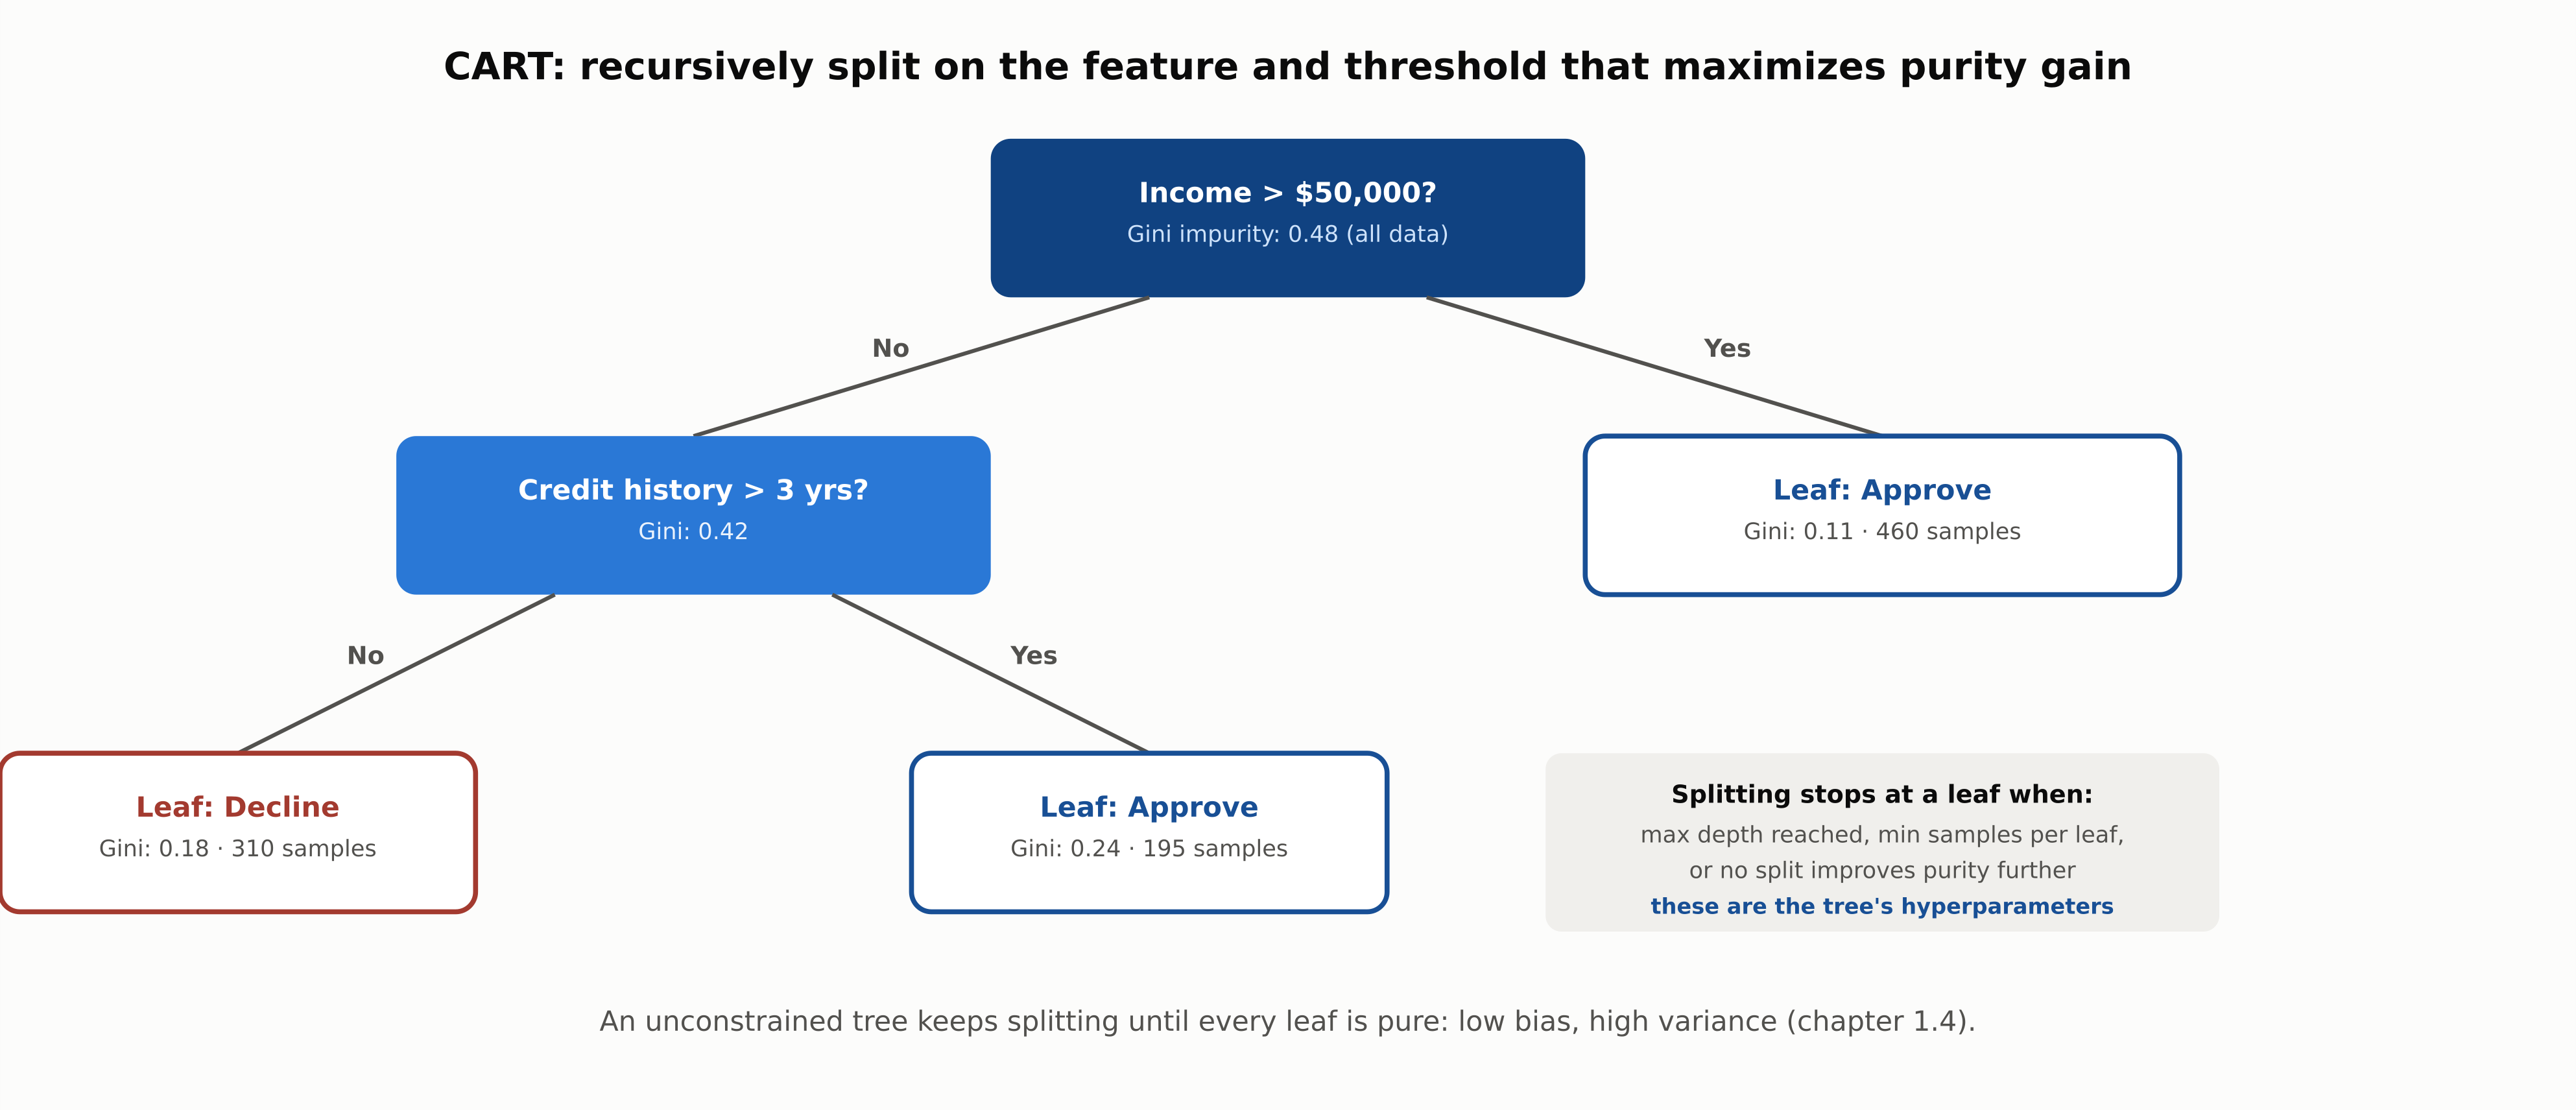 CART: recursively split on the feature and threshold that maximizes purity gain
Income > $50,000?
Gini impurity: 0.48 (all data)
No
Yes
Credit history > 3 yrs?
Gini: 0.42
Leaf: Approve
Gini: 0.11 · 460 samples
No
Yes
Leaf: Decline
Gini: 0.18 · 310 samples
Leaf: Approve
Gini: 0.24 · 195 samples
Splitting stops at a leaf when:
max depth reached, min samples per leaf,
or no split improves purity further
these are the tree's hyperparameters
An unconstrained tree keeps splitting until every leaf is pure: low bias, high variance (chapter 1.4).